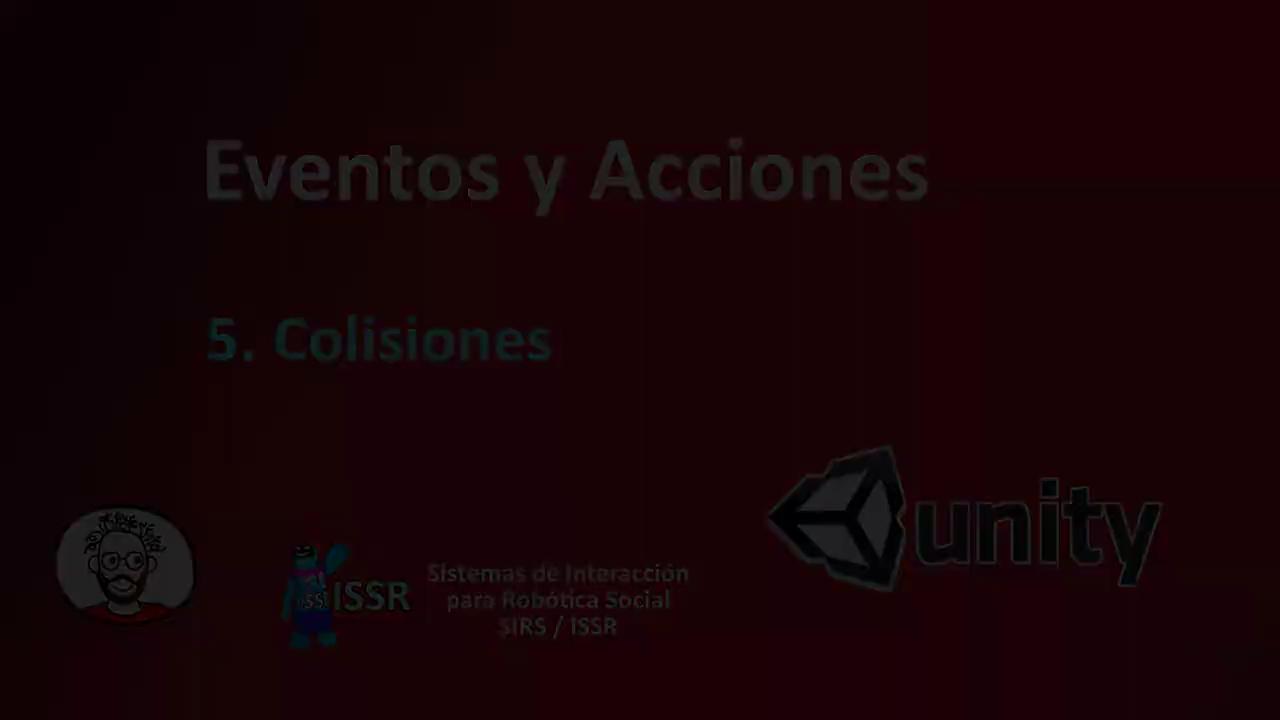 Eventos y Acciones
5. Colisiones
unity
ISSR
Sistemas de Interacción
para Robótica Social
SIRS / ISSR